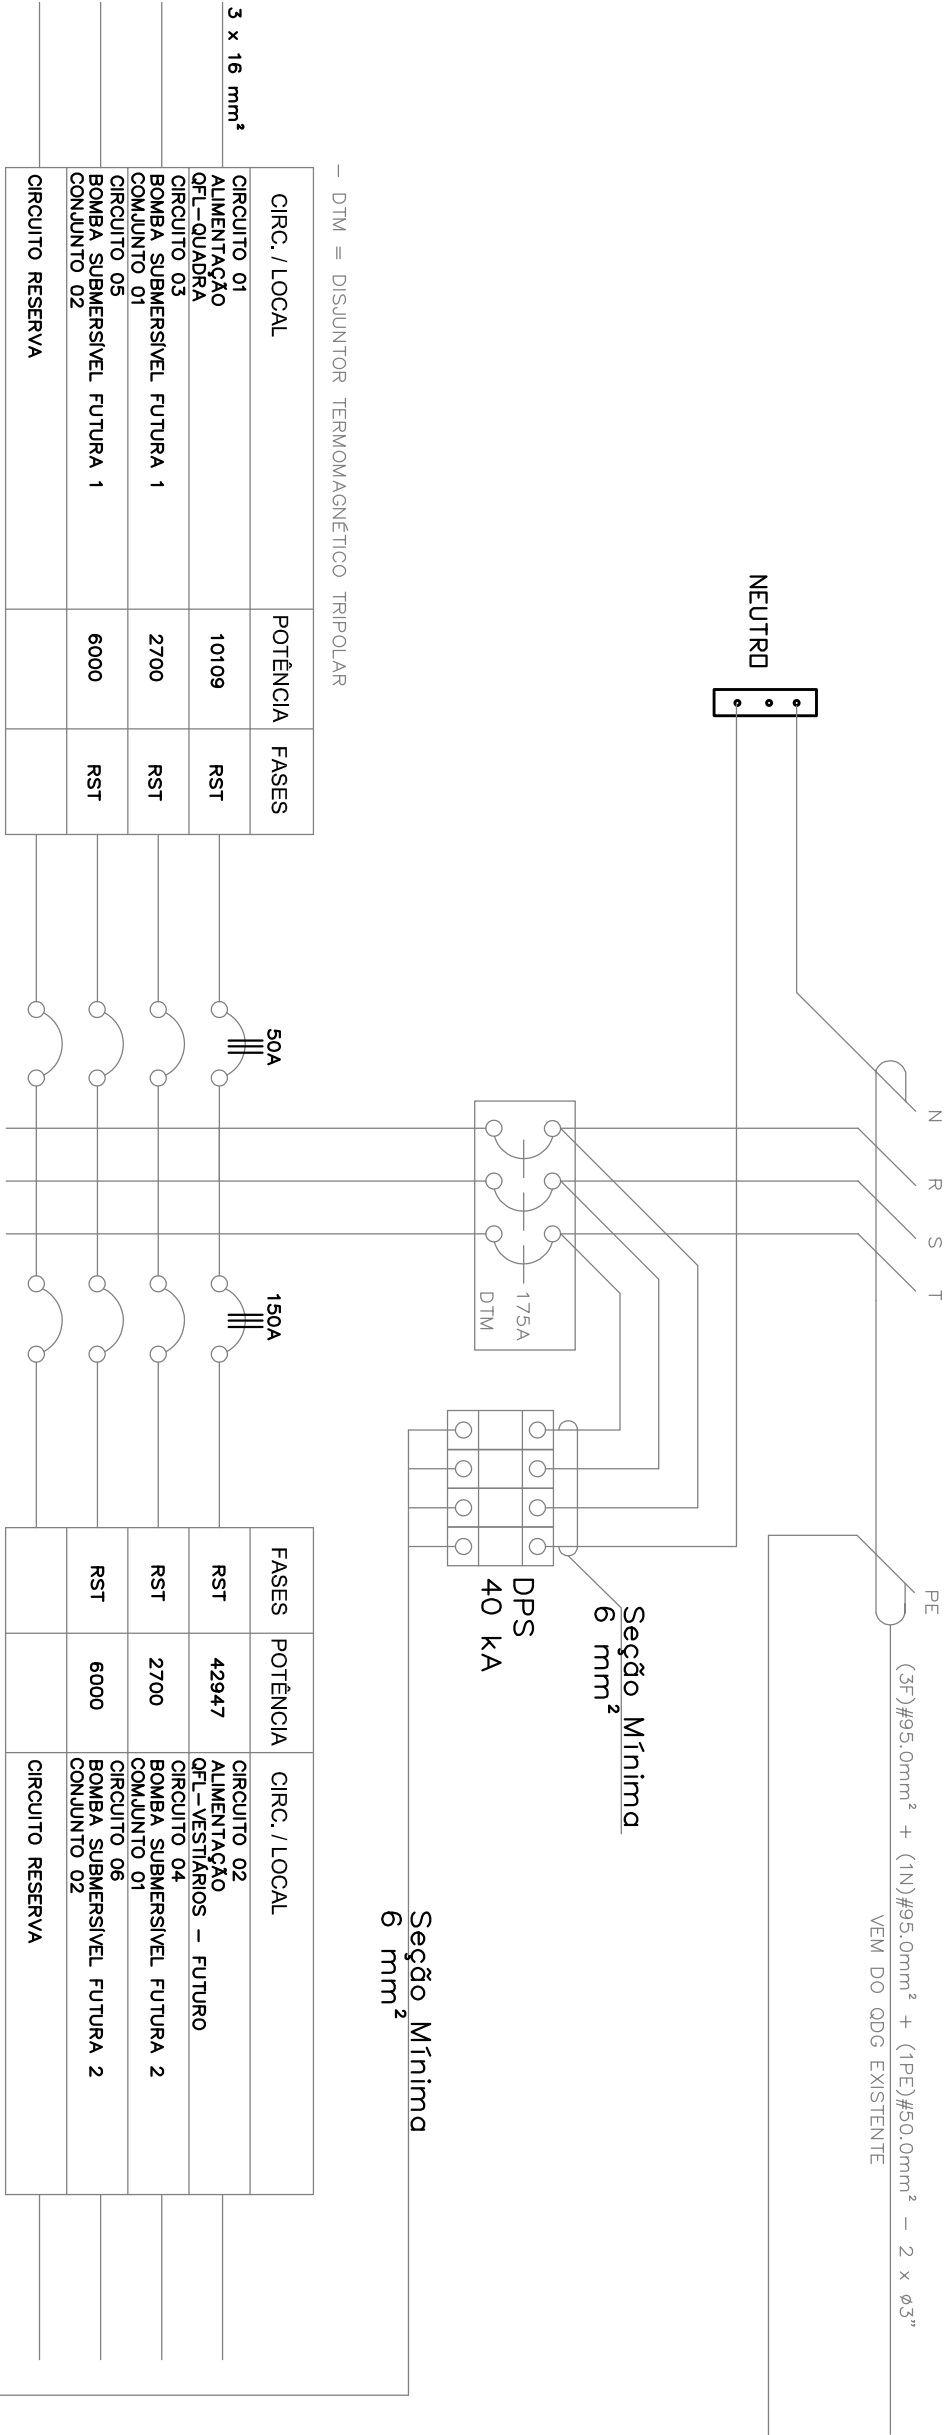 N
R
S
T
PE
(3F)#95.0mm² + (1N)#95.0mm² + (1PE)#50.0mm² - 2 x ø3"
VEM DO QDG EXISTENTE
NEUTRO
Seção Mínima
6 mm²
DPS
40 kA
175A
DTM
Seção Mínima
6 mm²
- DTM = DISJUNTOR TERMOMAGNÉTICO TRIPOLAR
CIRC. / LOCAL
POTÊNCIA
FASES
50A
150A
FASES
POTÊNCIA
CIRC. / LOCAL
3 x 16 mm²
CIRCUITO 01
ALIMENTAÇÃO
QFL-QUADRA
10109
RST
RST
42947
CIRCUITO 02
ALIMENTAÇÃO
QFL-VESTIÁRIOS - FUTURO
CIRCUITO 03
BOMBA SUBMERSÍVEL FUTURA 1
COMJUNTO 01
2700
RST
RST
2700
CIRCUITO 04
BOMBA SUBMERSÍVEL FUTURA 2
COMJUNTO 01
CIRCUITO 05
BOMBA SUBMERSÍVEL FUTURA 1
CONJUNTO 02
6000
RST
RST
6000
CIRCUITO 06
BOMBA SUBMERSÍVEL FUTURA 2
CONJUNTO 02
CIRCUITO RESERVA
CIRCUITO RESERVA